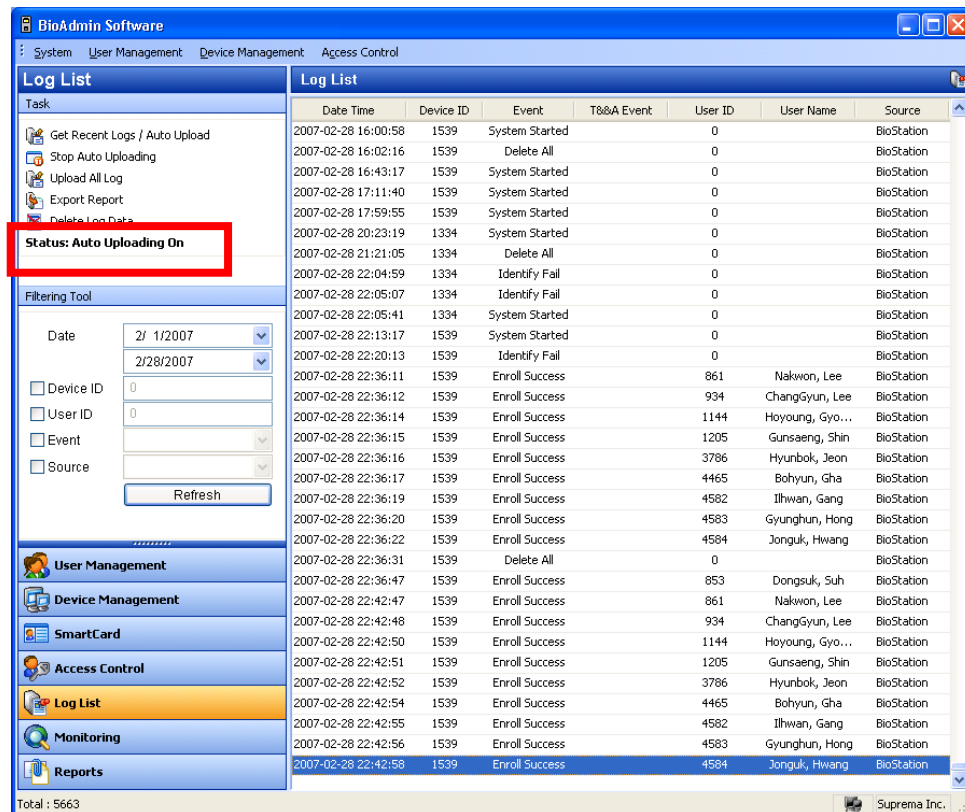 BioAdmin Software
System User Management Device Management Access Control
Log List
Task
Get Recent Logs / Auto Upload
Stop Auto Uploading
Upload All Log
Export Report
Delete Log Data
Status: Auto Uploading On
Filtering Tool
Date 2/ 1/2007
2/28/2007
Device ID 0
User ID 0
Event
Source
Refresh
User Management
Device Management
SmartCard
Access Control
Log List
Monitoring
Reports
Log List
Date Time Device ID Event T&&A Event User ID User Name Source
2007-02-28 16:00:58 1539 System Started 0 BioStation
2007-02-28 16:02:16 1539 Delete All 0 BioStation
2007-02-28 16:43:17 1539 System Started 0 BioStation
2007-02-28 17:11:40 1539 System Started 0 BioStation
2007-02-28 17:59:55 1539 System Started 0 BioStation
2007-02-28 20:23:19 1334 System Started 0 BioStation
2007-02-28 21:21:05 1334 Delete All 0 BioStation
2007-02-28 22:04:59 1334 Identify Fail 0 BioStation
2007-02-28 22:05:07 1334 Identify Fail 0 BioStation
2007-02-28 22:05:41 1334 System Started 0 BioStation
2007-02-28 22:13:17 1539 System Started 0 BioStation
2007-02-28 22:20:13 1539 Identify Fail 0 BioStation
2007-02-28 22:36:11 1539 Enroll Success 861 Nakwon, Lee BioStation
2007-02-28 22:36:12 1539 Enroll Success 934 ChangGyun, Lee BioStation
2007-02-28 22:36:14 1539 Enroll Success 1144 Hoyoung, Gyo... BioStation
2007-02-28 22:36:15 1539 Enroll Success 1205 Gunsaeng, Shin BioStation
2007-02-28 22:36:16 1539 Enroll Success 3786 Hyunbok, Jeon BioStation
2007-02-28 22:36:17 1539 Enroll Success 4465 Bohyun, Gha BioStation
2007-02-28 22:36:19 1539 Enroll Success 4582 Ilhwan, Gang BioStation
2007-02-28 22:36:20 1539 Enroll Success 4583 Gyunghun, Hong BioStation
2007-02-28 22:36:22 1539 Enroll Success 4584 Jonguk, Hwang BioStation
2007-02-28 22:36:31 1539 Delete All 0 BioStation
2007-02-28 22:36:47 1539 Enroll Success 853 Dongsuk, Suh BioStation
2007-02-28 22:42:47 1539 Enroll Success 861 Nakwon, Lee BioStation
2007-02-28 22:42:48 1539 Enroll Success 934 ChangGyun, Lee BioStation
2007-02-28 22:42:50 1539 Enroll Success 1144 Hoyoung, Gyo... BioStation
2007-02-28 22:42:51 1539 Enroll Success 1205 Gunsaeng, Shin BioStation
2007-02-28 22:42:52 1539 Enroll Success 3786 Hyunbok, Jeon BioStation
2007-02-28 22:42:54 1539 Enroll Success 4465 Bohyun, Gha BioStation
2007-02-28 22:42:55 1539 Enroll Success 4582 Ilhwan, Gang BioStation
2007-02-28 22:42:56 1539 Enroll Success 4583 Gyunghun, Hong BioStation
2007-02-28 22:42:58 1539 Enroll Success 4584 Jonguk, Hwang BioStation
Total : 5663
Suprema Inc.